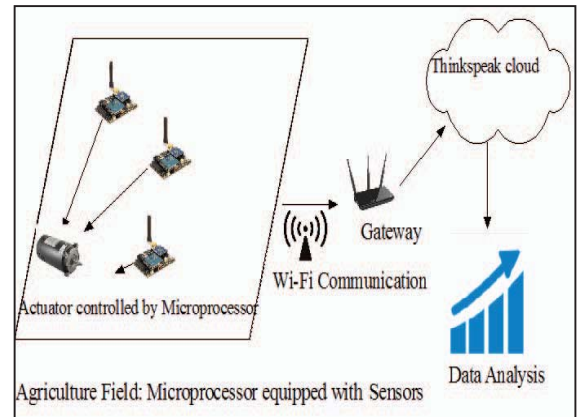 Thinkspeak cloud
Gateway
Wi-Fi Communication
Actuator controlled by Microprocessor
Data Analysis
Agriculture Field: Microprocessor equipped with Sensors